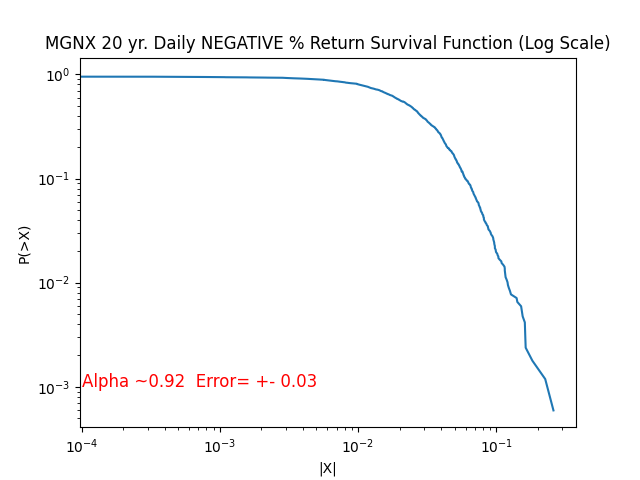 MGNX 20 yr. Daily NEGATIVE % Return Survival Function (Log Scale)
P(>X)
10⁰
10⁻¹
10⁻²
10⁻³
Alpha ~0.92  Error= +- 0.03
10⁻⁴ 10⁻³ 10⁻² 10⁻¹
|X|